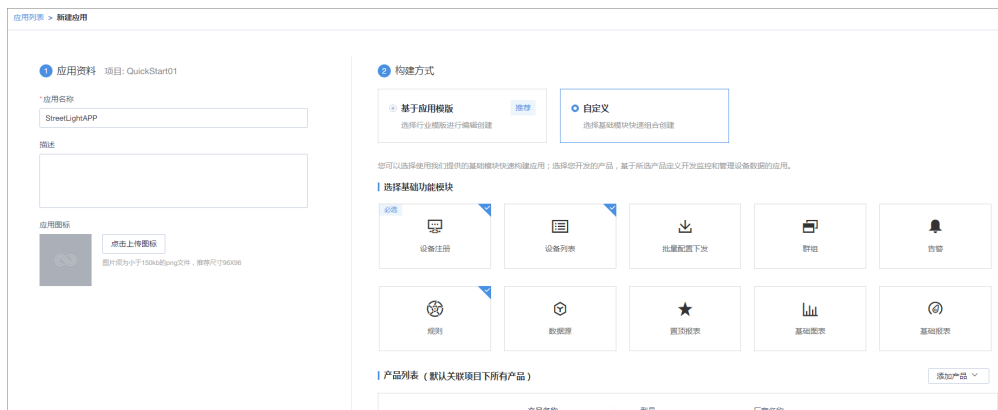 应用列表 > 新建应用
1 应用资料 项目: QuickStart01
*应用名称
StreetLightAPP
描述
应用图标
点击上传图标
图片须为小于150kb的png文件，推荐尺寸96X96
2 构建方式
基于应用模版 推荐
选择行业模版进行编辑创建
自定义
选择基础模块快速组合创建
您可以选择使用我们提供的基础模块快速构建应用；选择您开发的产品，基于所选产品定义开发监控和管理设备数据的应用。
选择基础功能模块
必选
设备注册 设备列表 批量配置下发 群组 告警
规则 数据源 置顶报表 基础图表 基础报表
产品列表 ( 默认关联项目下所有产品 )
添加产品
产品名称 型号 厂商名称